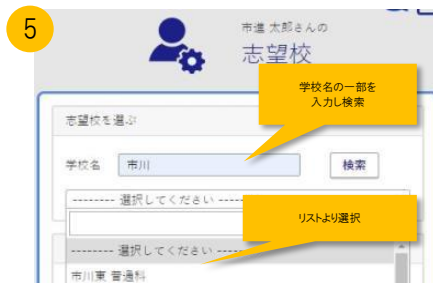 5
市進 太郎さんの
志望校
学校名の一部を
入力し検索
志望校を選ぶ
学校名 市川 検索
-------- 選択してください --------
リストより選択
-------- 選択してください --------
市川東 普通科